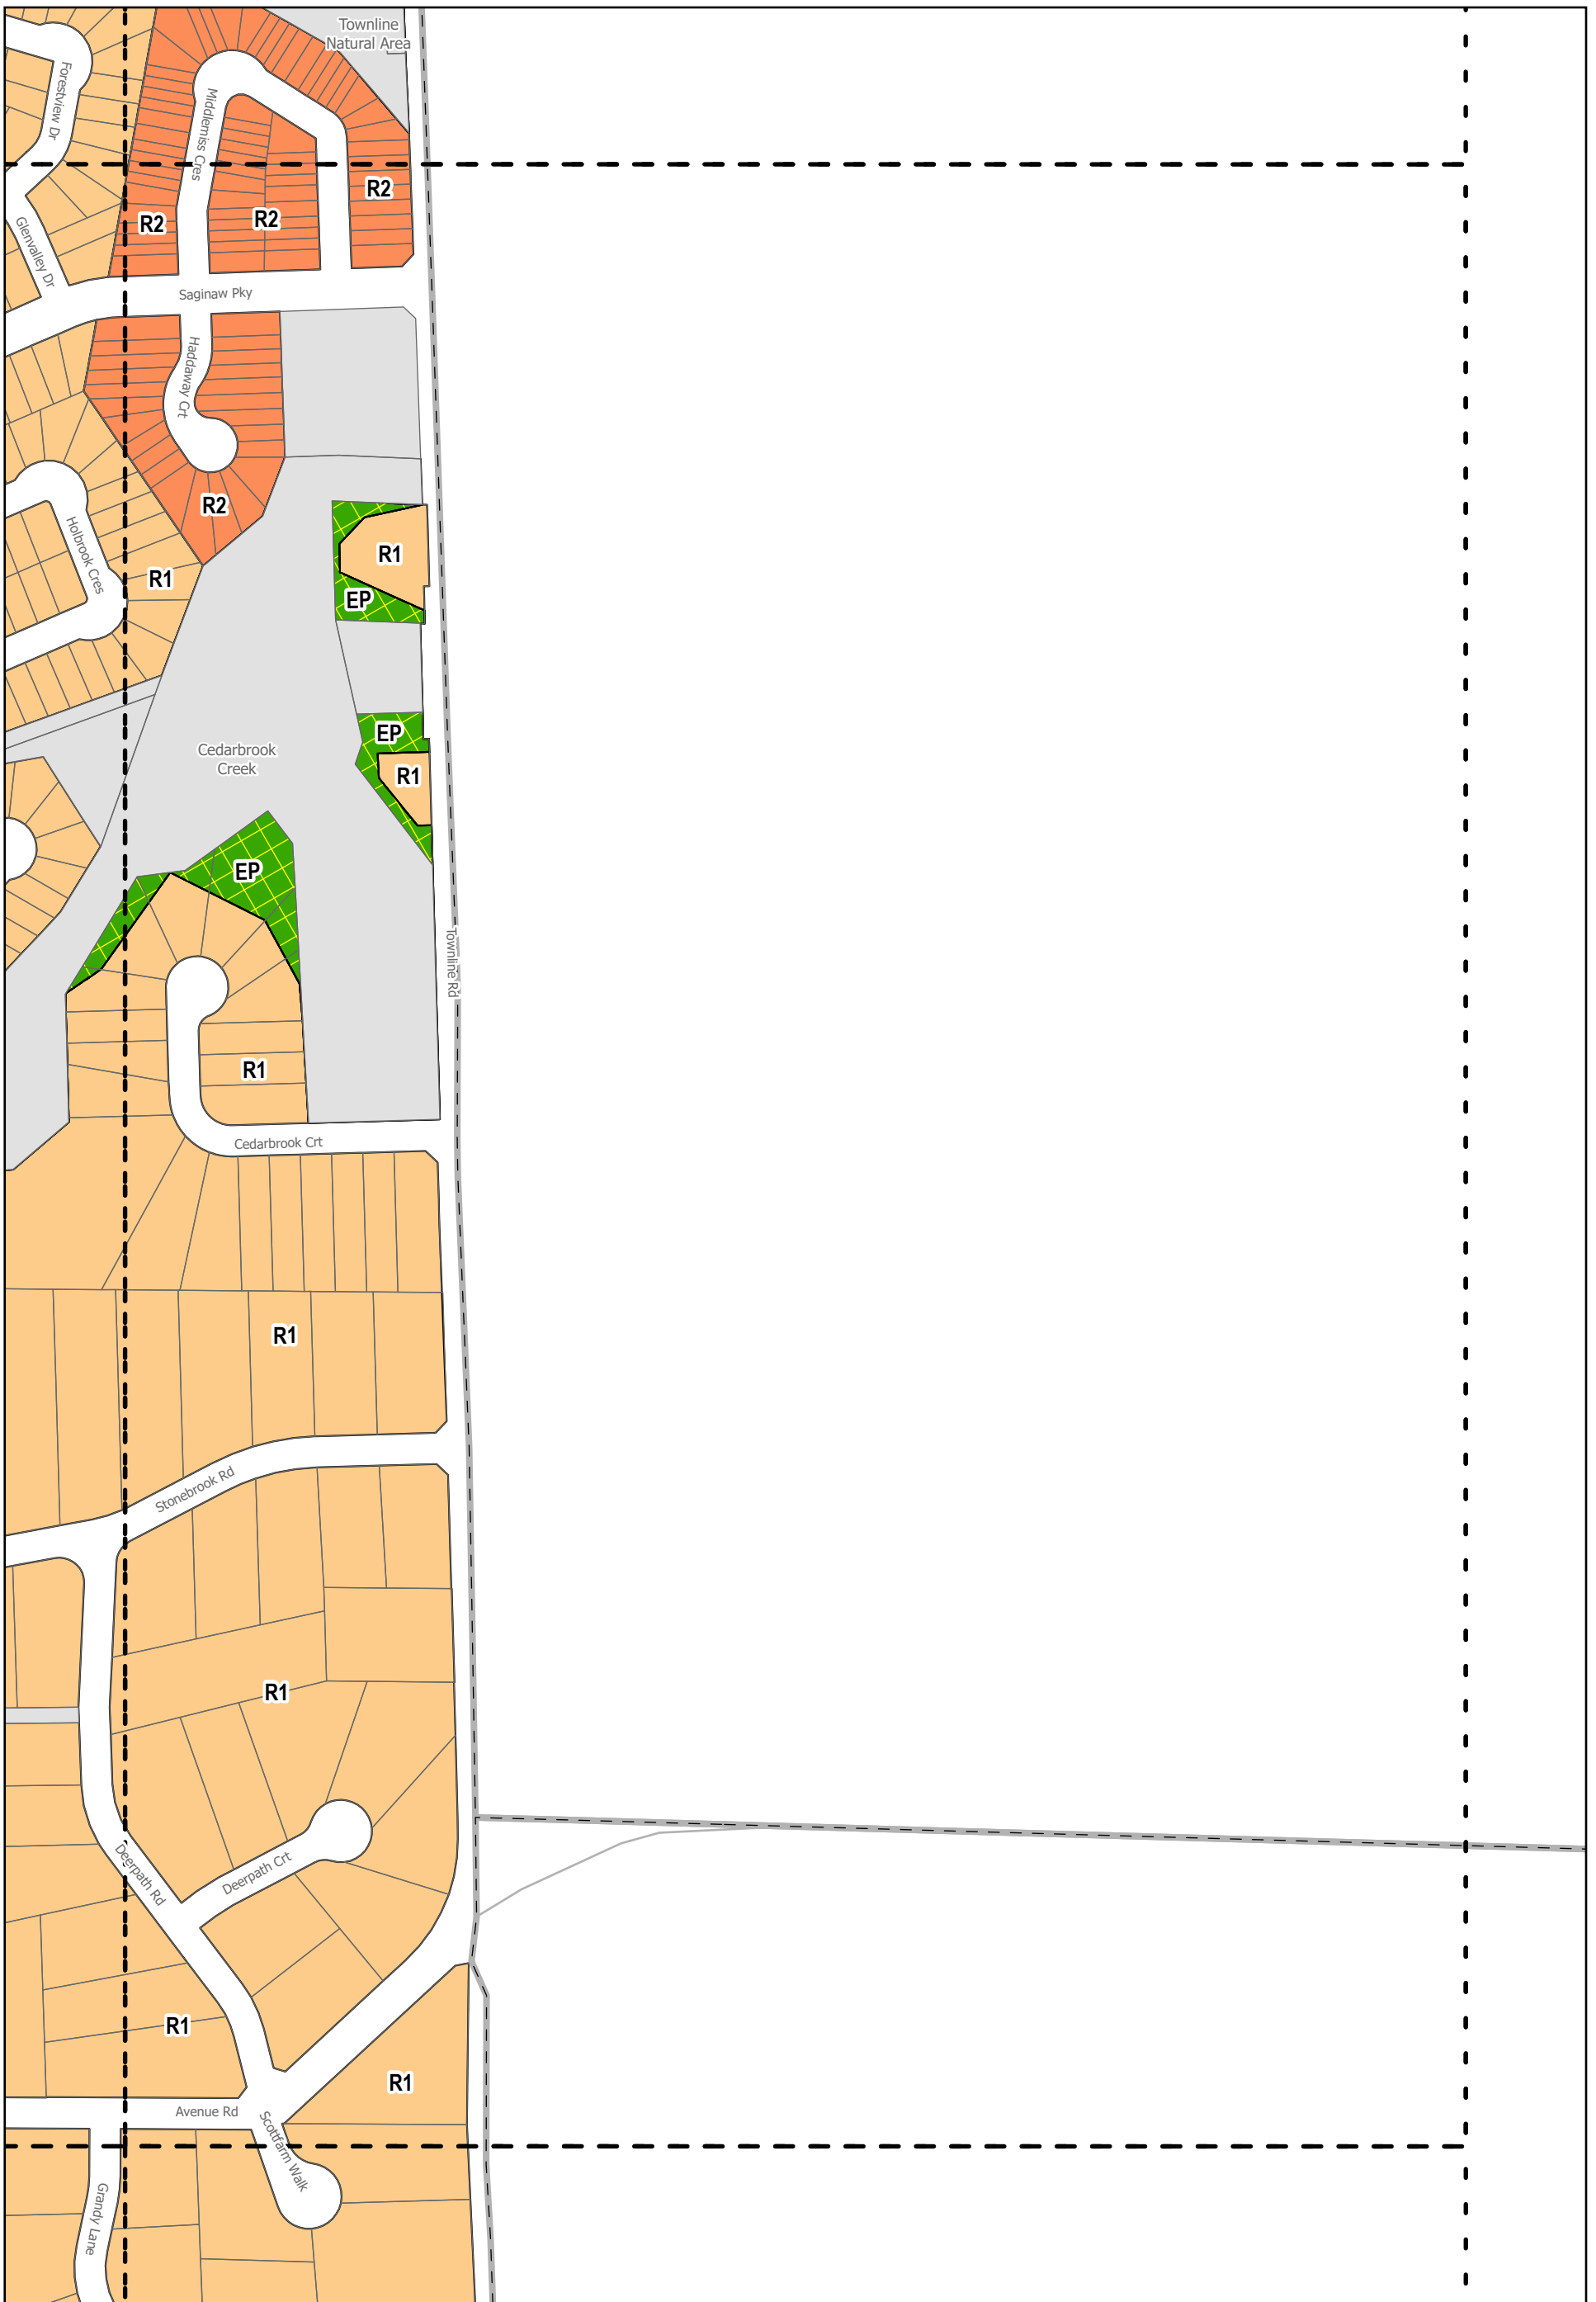 Townline
Natural Area
Forestview Dr
Middlemiss Cres
R2
R2
R2
Glenvalley Dr
Saginaw Pky
Haddaway Crt
R2
Holbrook Cres
R1
R1
EP
EP
R1
Cedarbrook
Creek
EP
Townline Rd
R1
Cedarbrook Crt
R1
Stonebrook Rd
R1
Deerpath Rd
Deerpath Crt
R1
R1
Avenue Rd
Scottfarm Walk
Grandy Lane